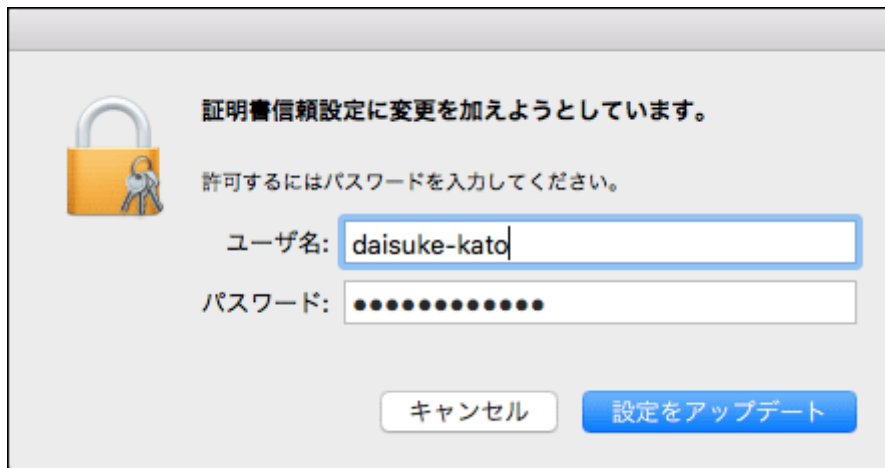 証明書信頼設定に変更を加えようとしています。
許可するにはパスワードを入力してください。
ユーザ名: daisuke-kato
パスワード: ●●●●●●●●●●●●
キャンセル 設定をアップデート